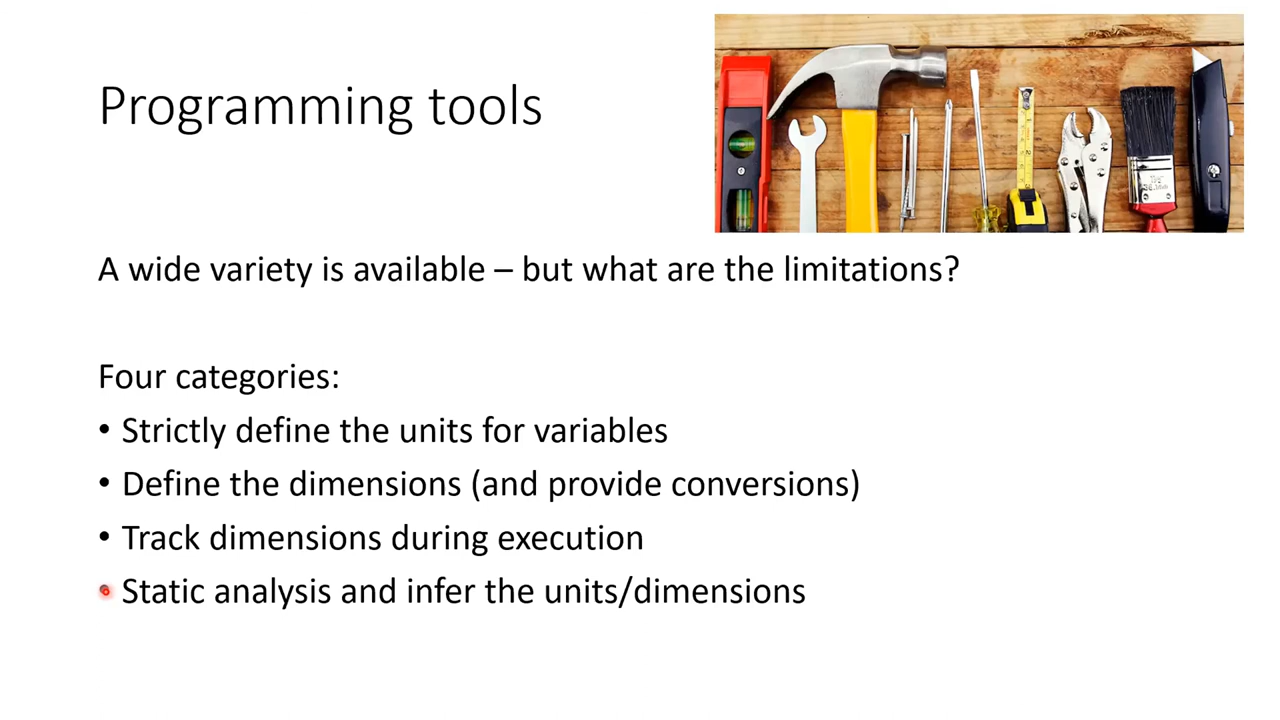 Programming tools
A wide variety is available – but what are the limitations?
Four categories:
• Strictly define the units for variables
• Define the dimensions (and provide conversions)
• Track dimensions during execution
• Static analysis and infer the units/dimensions